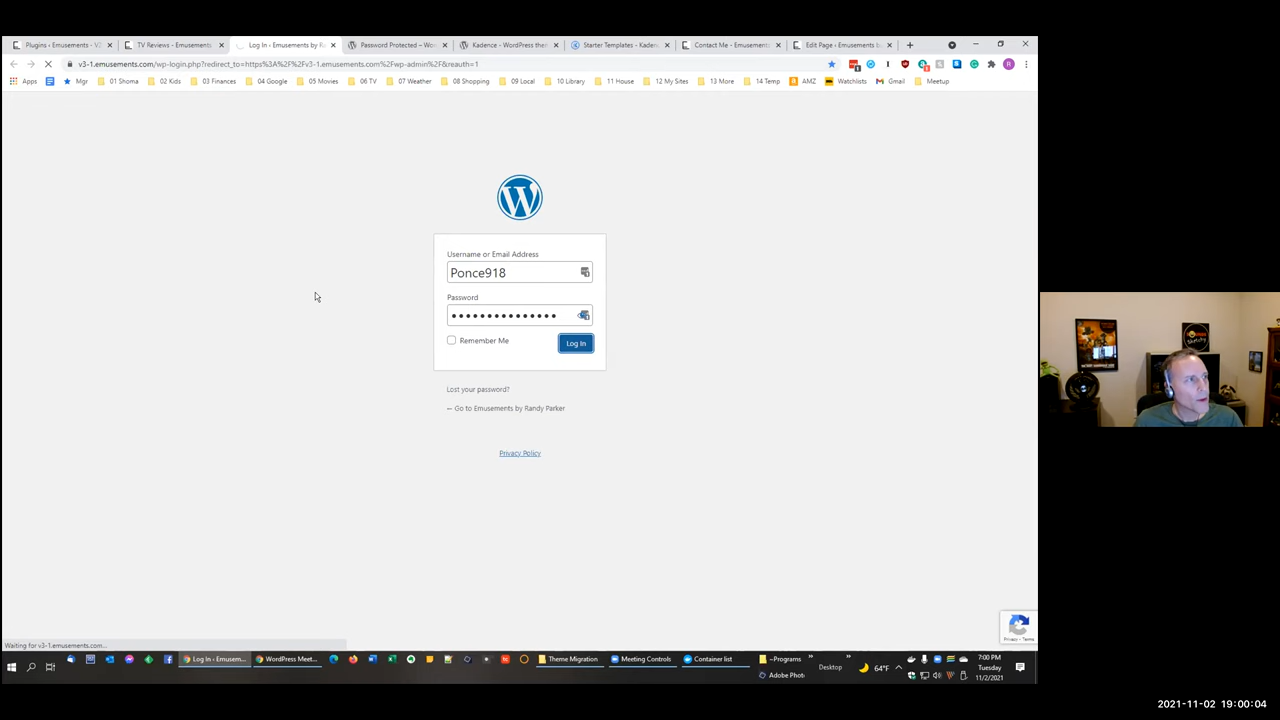 Plugins ‹ Emusements - V3
TV Reviews - Emusements
Log In ‹ Emusements by R
Password Protected – Wo
Kadence - WordPress the
Starter Templates - Kaden
Contact Me - Emusements
Edit Page ‹ Emusements b
v3-1.emusements.com/wp-login.php?redirect_to=https%3A%2F%2Fv3-1.emusements.com%2Fwp-admin%2F&reauth=1
Apps
Mgr
01 Shoma
02 Kids
03 Finances
04 Google
05 Movies
06 TV
07 Weather
08 Shopping
09 Local
10 Library
11 House
12 My Sites
13 More
14 Temp
AMZ
Watchlists
Gmail
Meetup
Username or Email Address
Ponce918
Password
Remember Me
Log In
Lost your password?
← Go to Emusements by Randy Parker
Privacy Policy
Privacy - Terms
Waiting for v3-1.emusements.com...
Log In ‹ Emusem...
WordPress Meet...
Theme Migration
Meeting Controls
Container list
~Programs
Desktop
Adobe Phot
64°F
7:00 PM
Tuesday
11/2/2021
2021-11-02 19:00:04